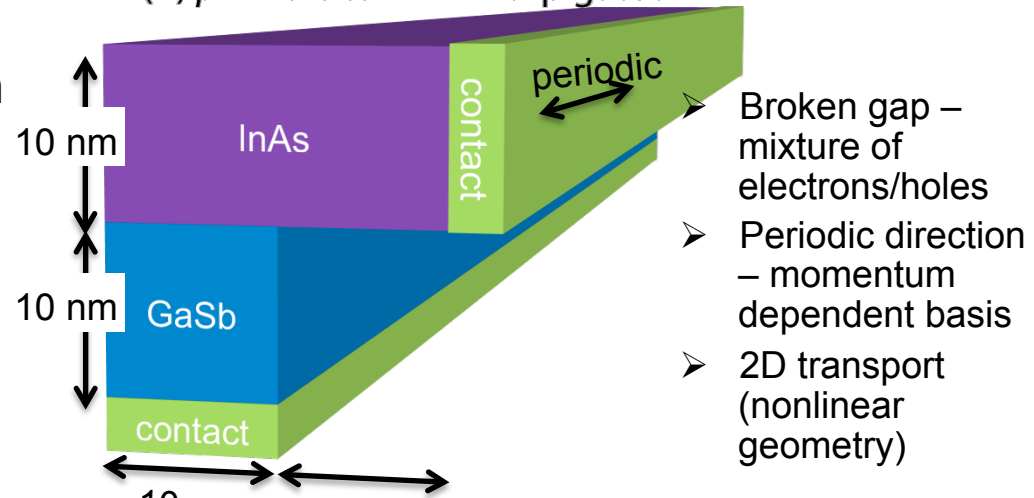 periodic
10 nm
InAs
contact
10 nm
GaSb
contact
➢ Broken gap –
mixture of
electrons/holes
➢ Periodic direction
– momentum
dependent basis
➢ 2D transport
(nonlinear
geometry)